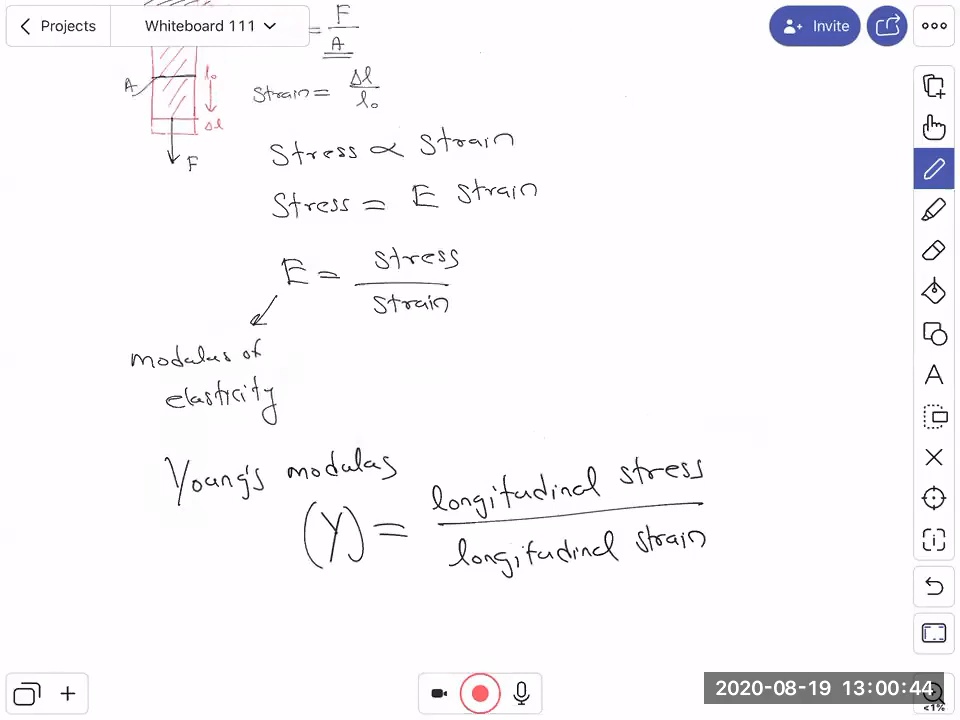 Projects
Whiteboard 111
Invite
= F / A
A
l₀
Δl
F
Strain = Δl / l₀
Stress ∝ Strain
Stress = E Strain
E = Stress / Strain
modulas of
elasticity
Young's modulas
(Y) = longitudinal stress / longitudinal strain
2020-08-19 13:00:44
<1%